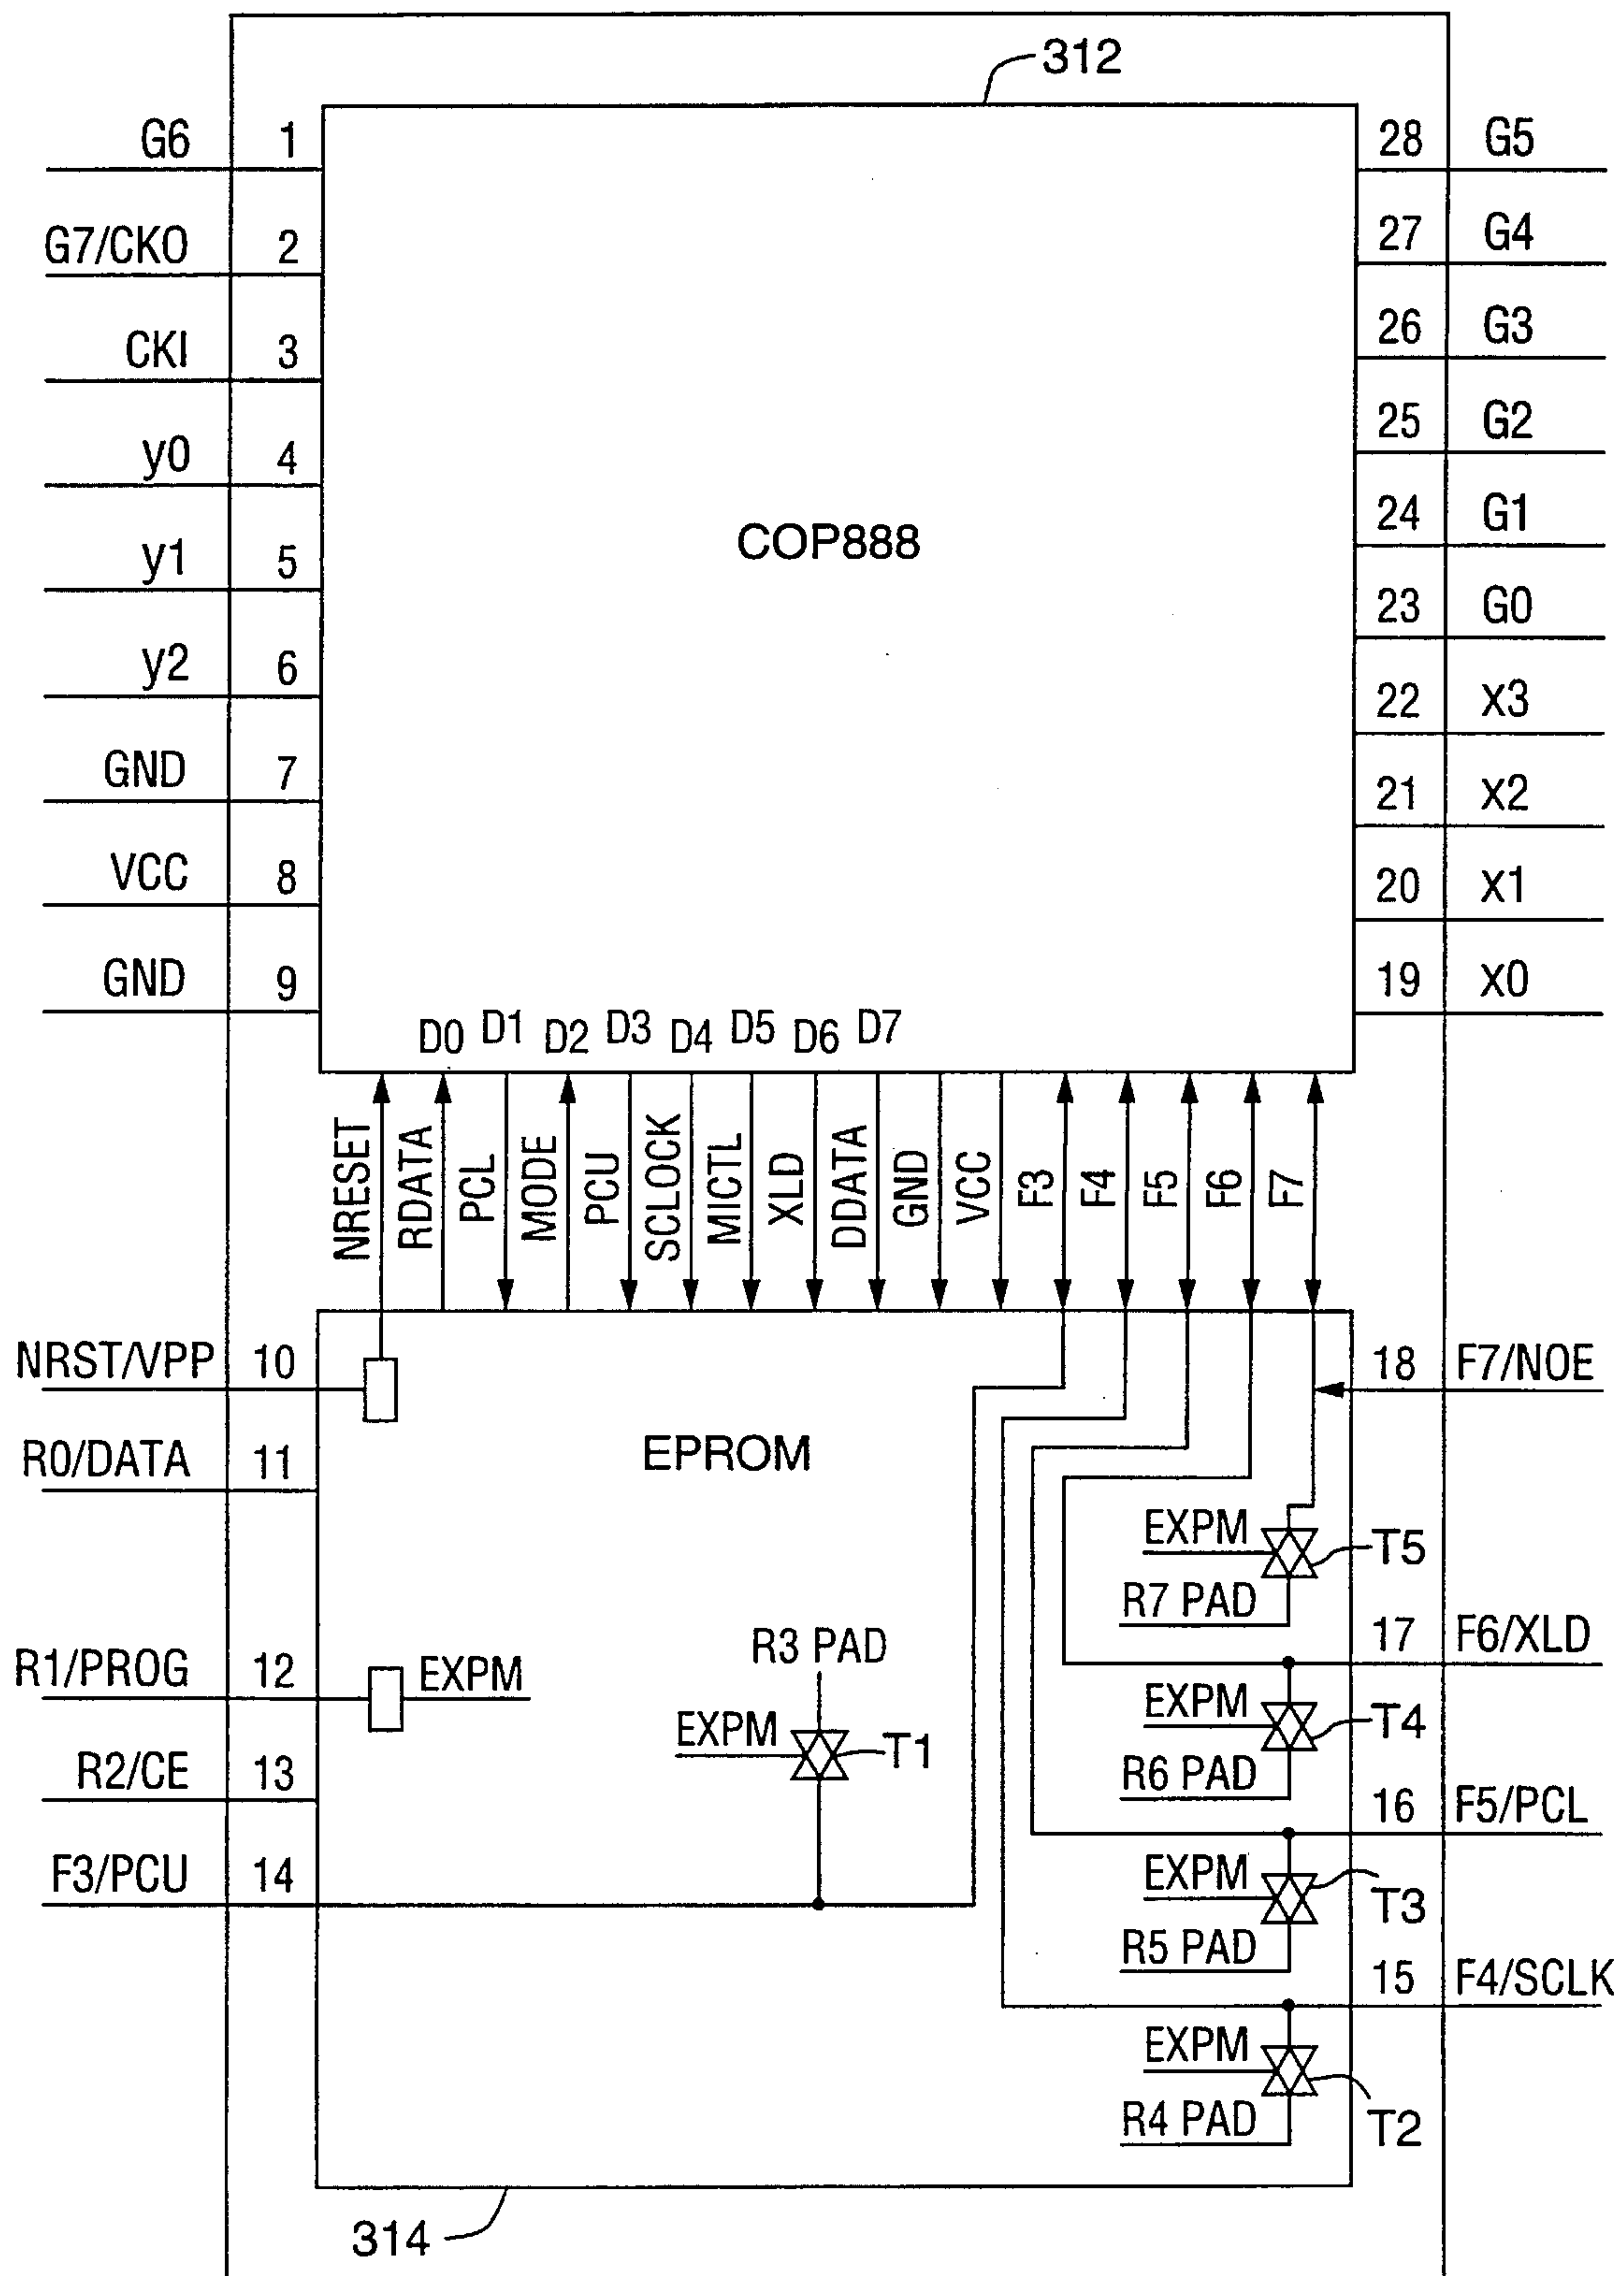 312
G6 1 28 G5
G7/CKO 2 27 G4
CKI 3 26 G3
y0 4 25 G2
y1 5 24 G1
COP888
y2 6 23 G0
GND 7 22 X3
VCC 8 21 X2
GND 9 20 X1
19 X0
D0 D1 D2 D3 D4 D5 D6 D7
NRESET RDATA PCL MODE PCU SCLOCK MICTL XLD DDATA GND VCC F3 F4 F5 F6 F7
NRST/VPP 10 18 F7/NOE
R0/DATA 11 EPROM
EXPM T5
R7 PAD
R1/PROG 12 EXPM R3 PAD 17 F6/XLD
EXPM T1 EXPM T4
R2/CE 13 R6 PAD
16 F5/PCL
F3/PCU 14 EXPM T3
R5 PAD
15 F4/SCLK
EXPM
R4 PAD T2
314